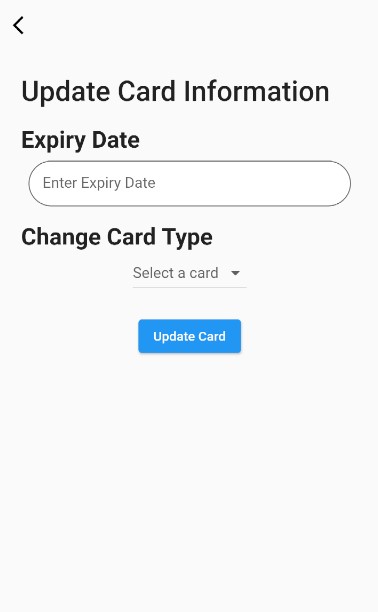 Update Card Information
Expiry Date
Enter Expiry Date
Change Card Type
Select a card
Update Card